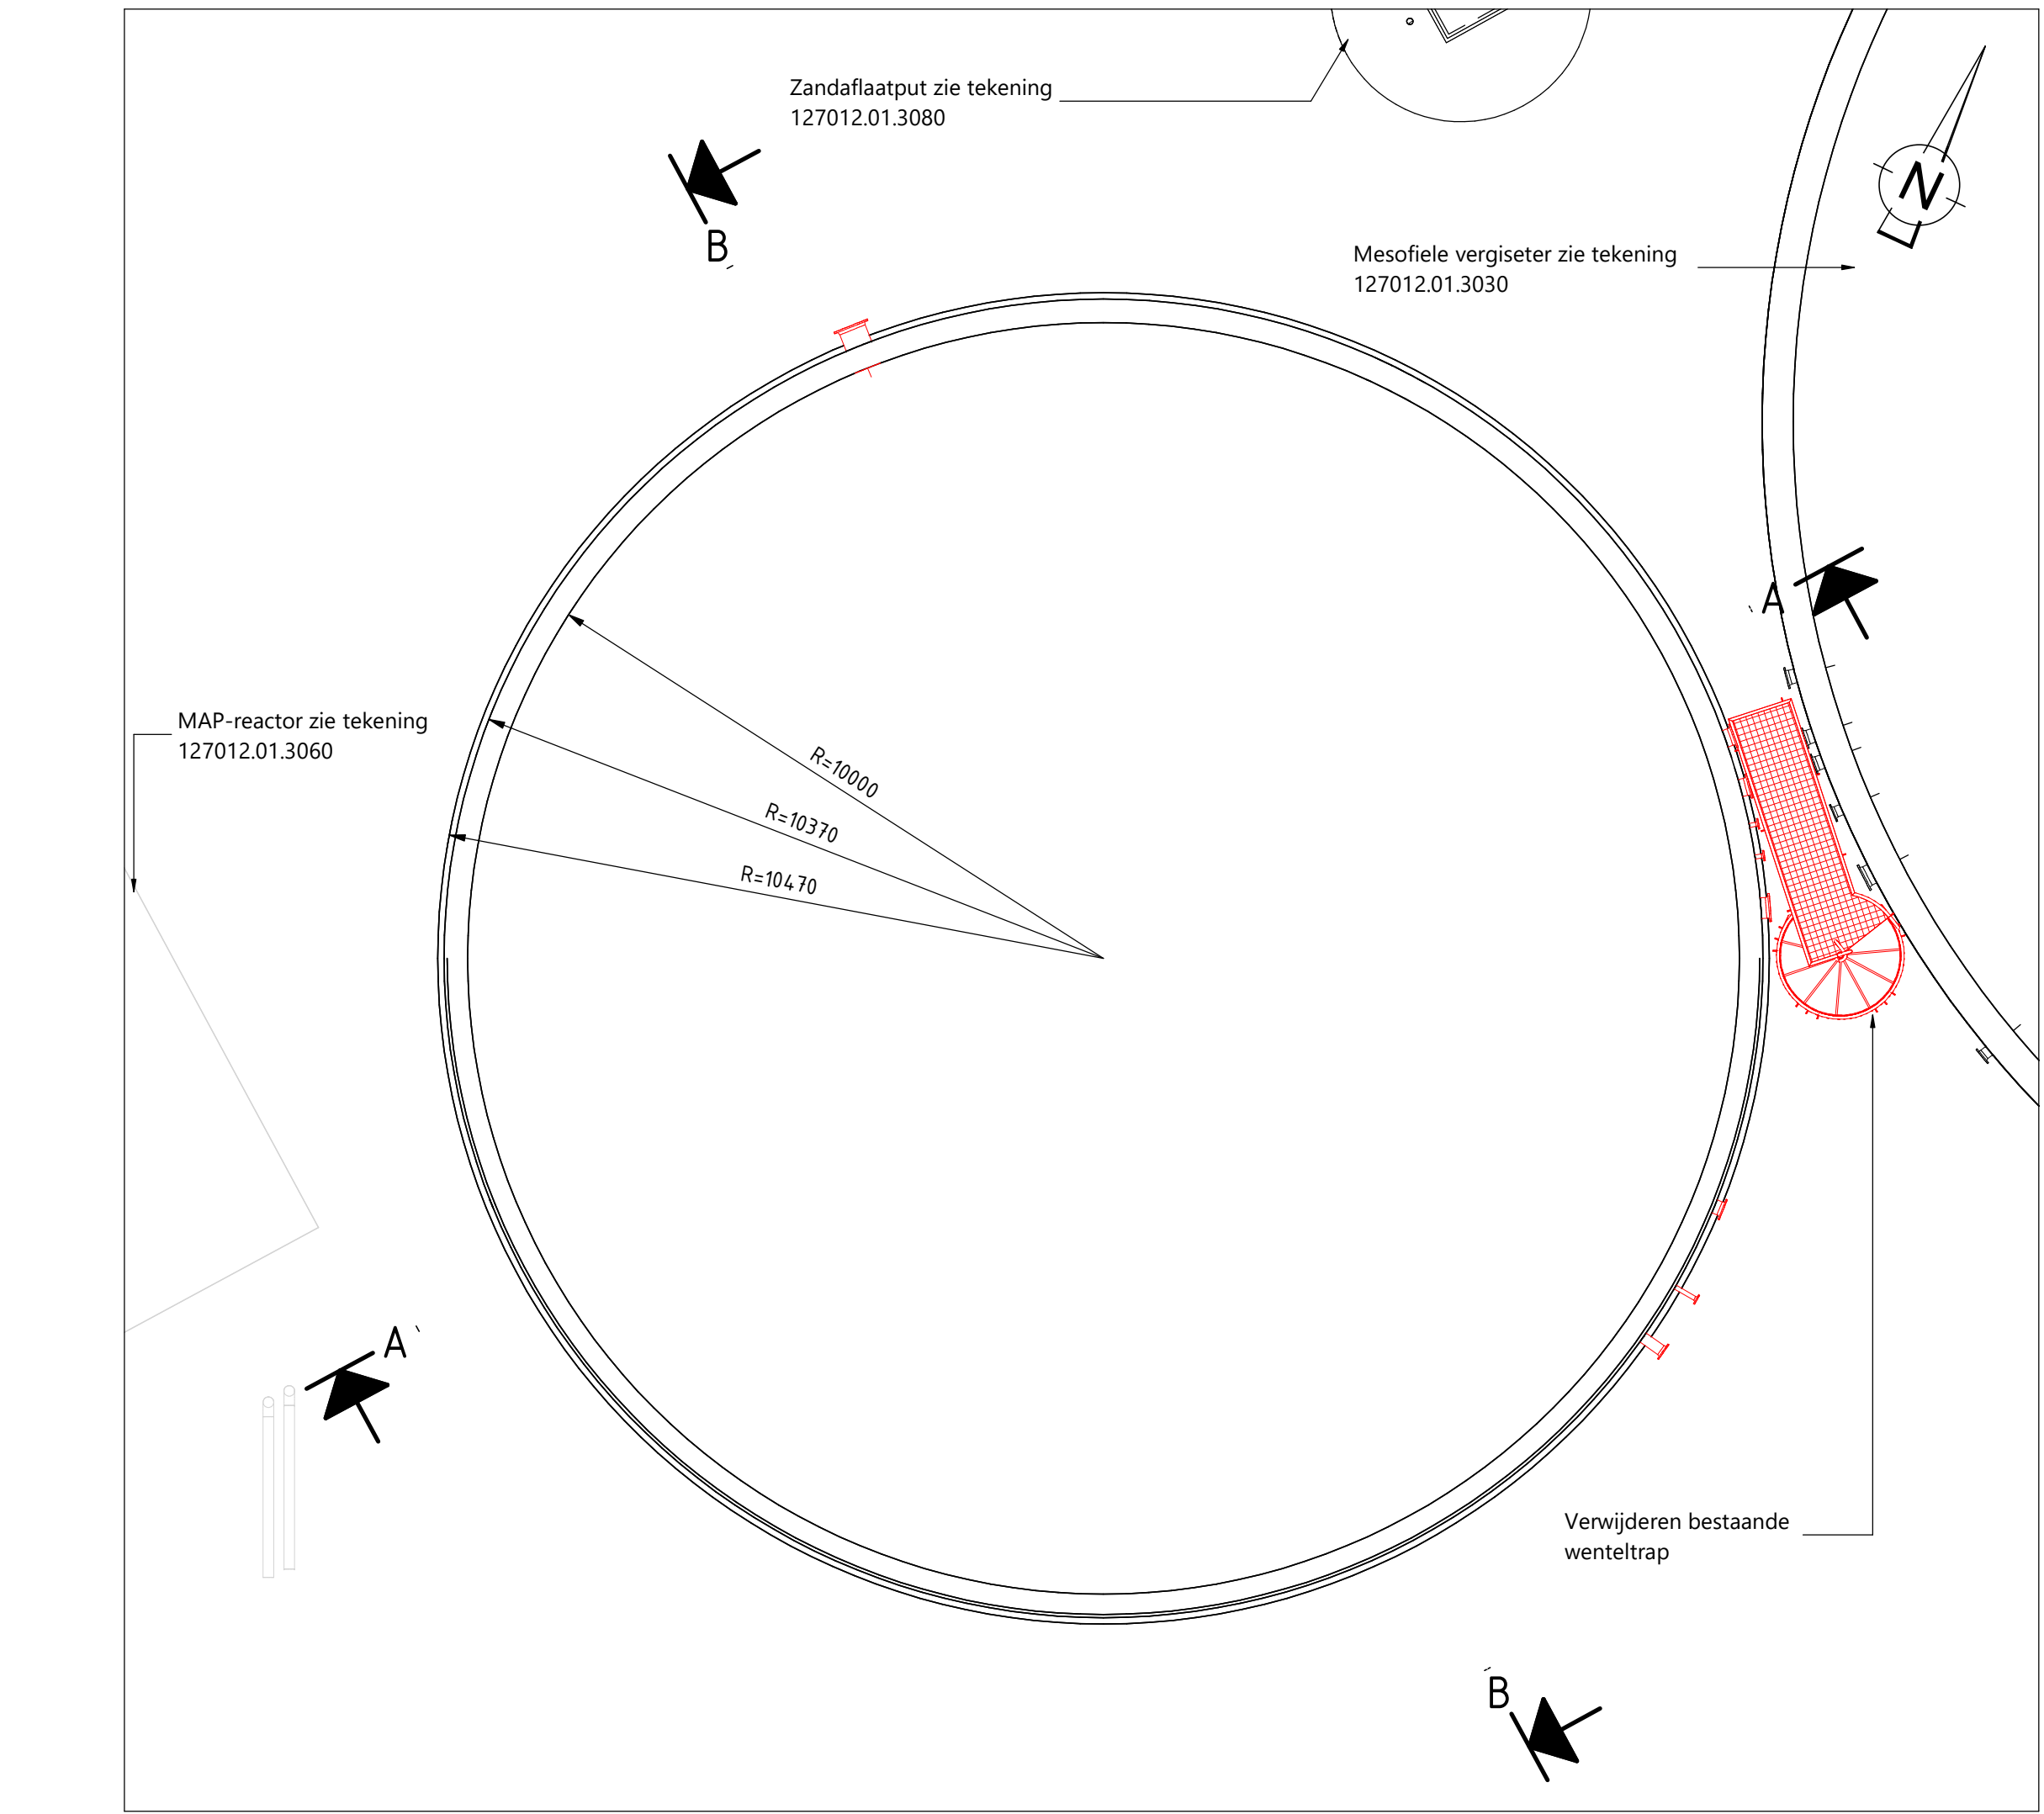 Zandaflaatput zie tekening
127012.01.3080
N
B
Mesofiele vergiseter zie tekening
127012.01.3030
A
MAP-reactor zie tekening
127012.01.3060
R=10000
R=10370
R=10470
A
Verwijderen bestaande
wenteltrap
B